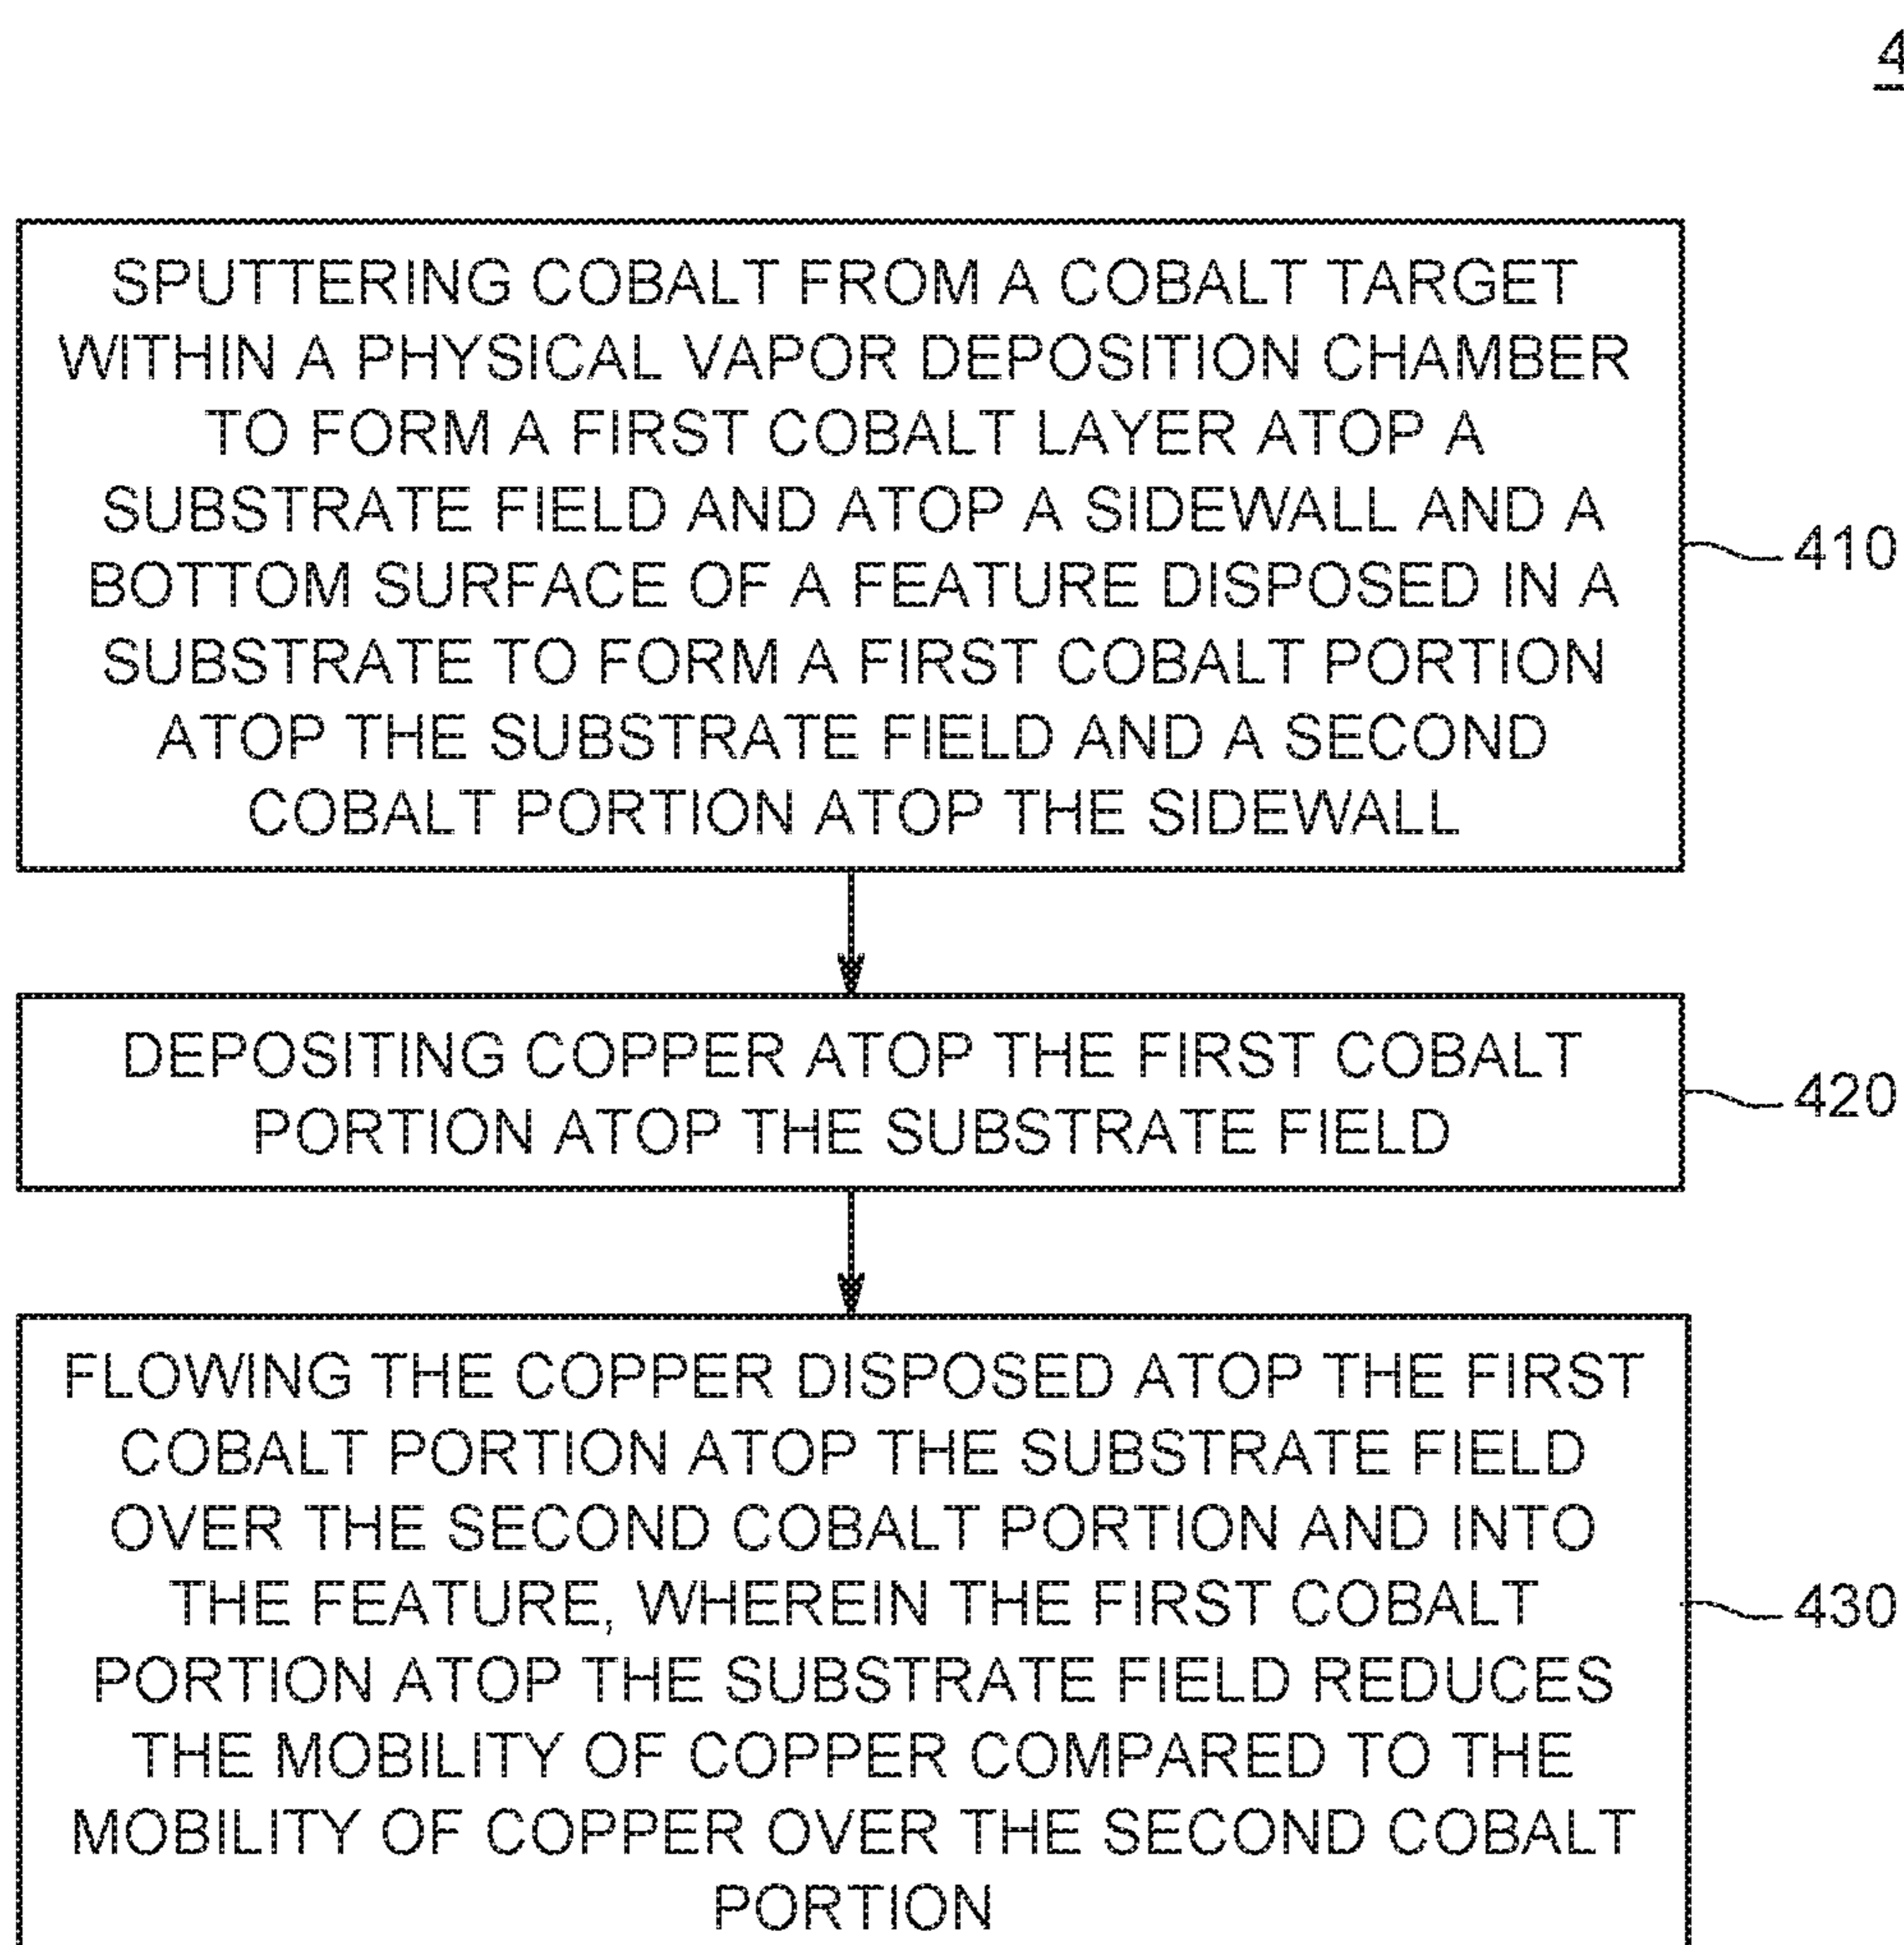 4
SPUTTERING COBALT FROM A COBALT TARGET
WITHIN A PHYSICAL VAPOR DEPOSITION CHAMBER
TO FORM A FIRST COBALT LAYER ATOP A
SUBSTRATE FIELD AND ATOP A SIDEWALL AND A
BOTTOM SURFACE OF A FEATURE DISPOSED IN A
SUBSTRATE TO FORM A FIRST COBALT PORTION
ATOP THE SUBSTRATE FIELD AND A SECOND
COBALT PORTION ATOP THE SIDEWALL
410
DEPOSITING COPPER ATOP THE FIRST COBALT
PORTION ATOP THE SUBSTRATE FIELD
420
FLOWING THE COPPER DISPOSED ATOP THE FIRST
COBALT PORTION ATOP THE SUBSTRATE FIELD
OVER THE SECOND COBALT PORTION AND INTO
THE FEATURE, WHEREIN THE FIRST COBALT
PORTION ATOP THE SUBSTRATE FIELD REDUCES
THE MOBILITY OF COPPER COMPARED TO THE
MOBILITY OF COPPER OVER THE SECOND COBALT
PORTION
430